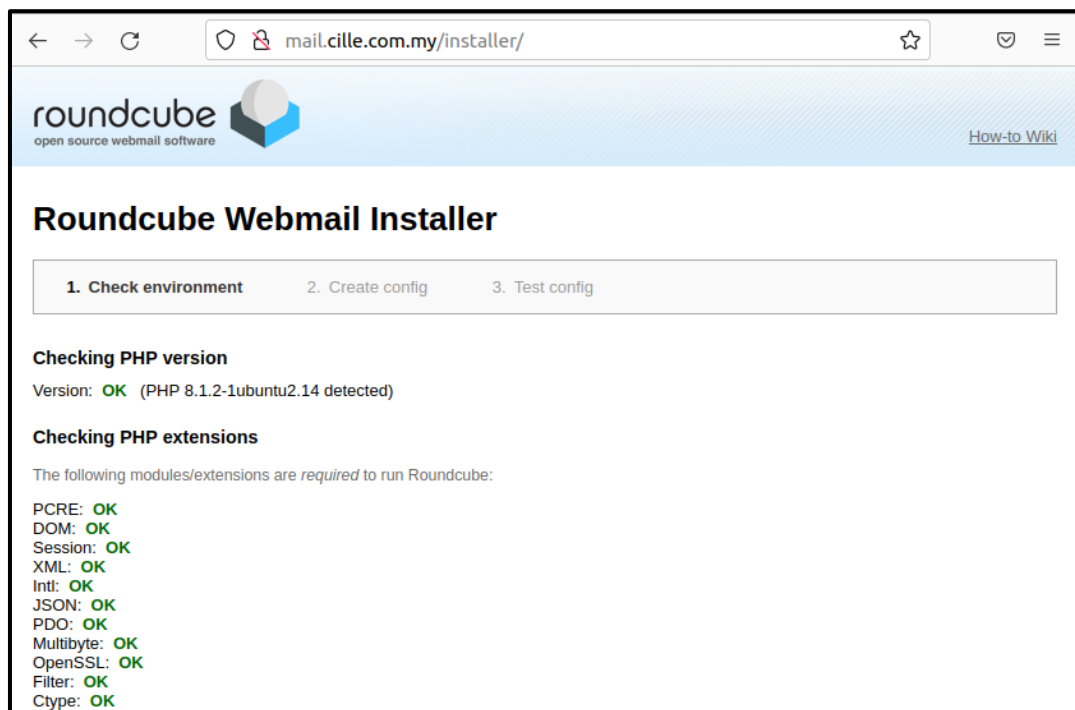 mail.cille.com.my/installer/
roundcube
open source webmail software
How-to Wiki
Roundcube Webmail Installer
1. Check environment 2. Create config 3. Test config
Checking PHP version
Version: OK (PHP 8.1.2-1ubuntu2.14 detected)
Checking PHP extensions
The following modules/extensions are required to run Roundcube:
PCRE: OK
DOM: OK
Session: OK
XML: OK
Intl: OK
JSON: OK
PDO: OK
Multibyte: OK
OpenSSL: OK
Filter: OK
Ctype: OK